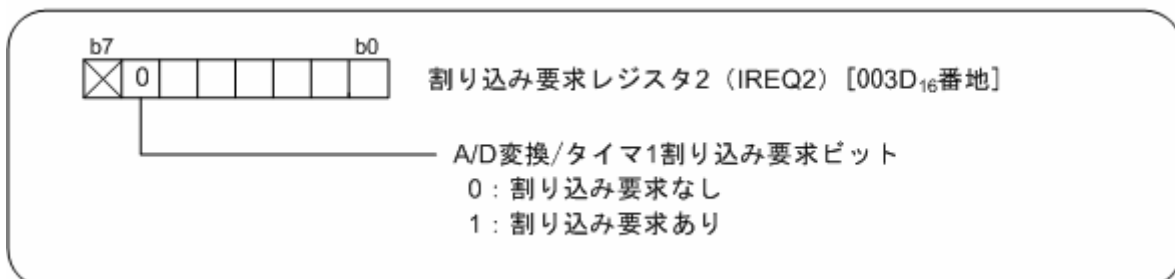 b7 b0
0
割り込み要求レジスタ2（IREQ2）[003D₁₆番地]
A/D変換/タイマ1割り込み要求ビット
0：割り込み要求なし
1：割り込み要求あり